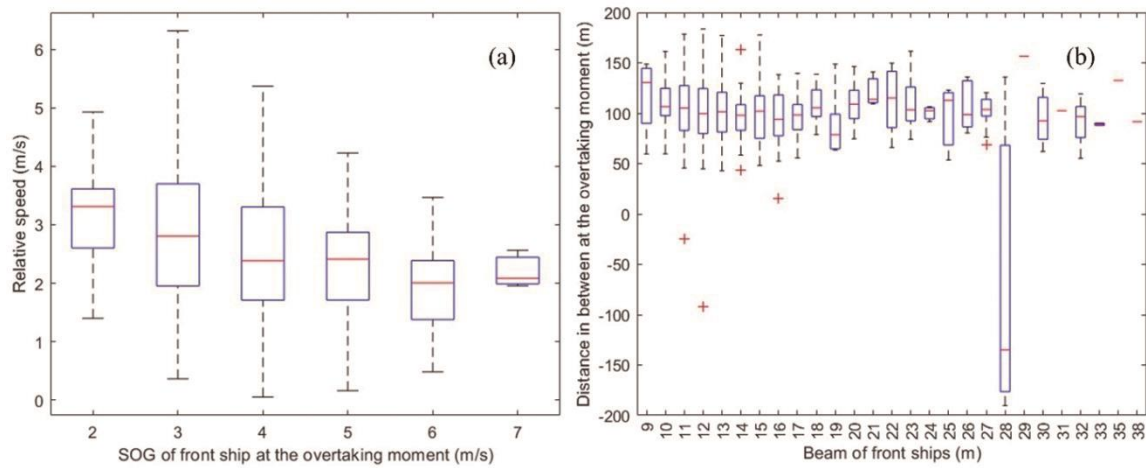 (a)
6
5
4
3
2
1
0
Relative speed (m/s)
2 3 4 5 6 7
SOG of front ship at the overtaking moment (m/s)
(b)
200
150
100
50
0
-50
-100
-150
-200
Distance in between at the overtaking moment (m)
9 10 11 12 13 14 15 16 17 18 19 20 21 22 23 24 25 26 27 28 29 30 31 32 33 35 38
Beam of front ships (m)